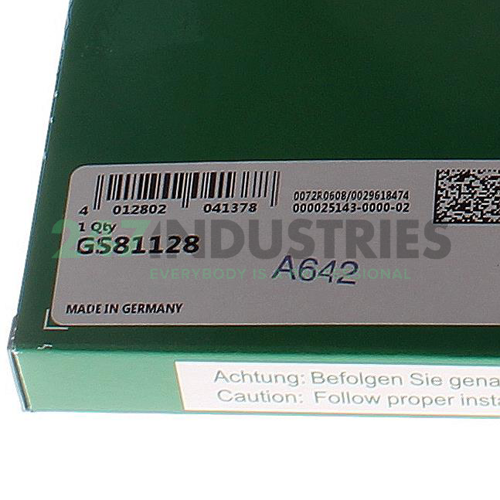 4 012802 041378
0072R0608/0029618474
000025143-0000-02
1 Qty
GS81128
A642
MADE IN GERMANY
INDUSTRIES
EVERYBODY IS PROFESSIONAL
Achtung: Befolgen Sie gena
Caution: Follow proper insta